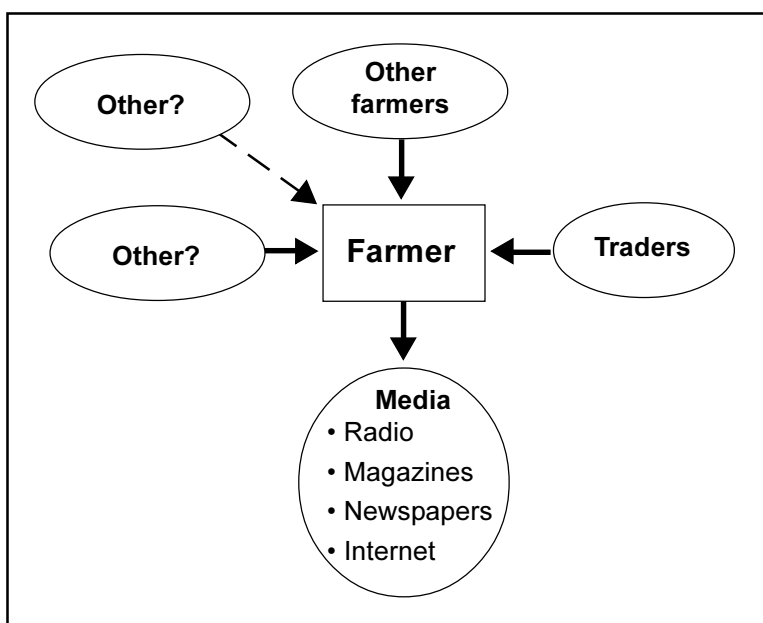 Other
farmers
Other?
Other?
Farmer
Traders
Media
• Radio
• Magazines
• Newspapers
• Internet